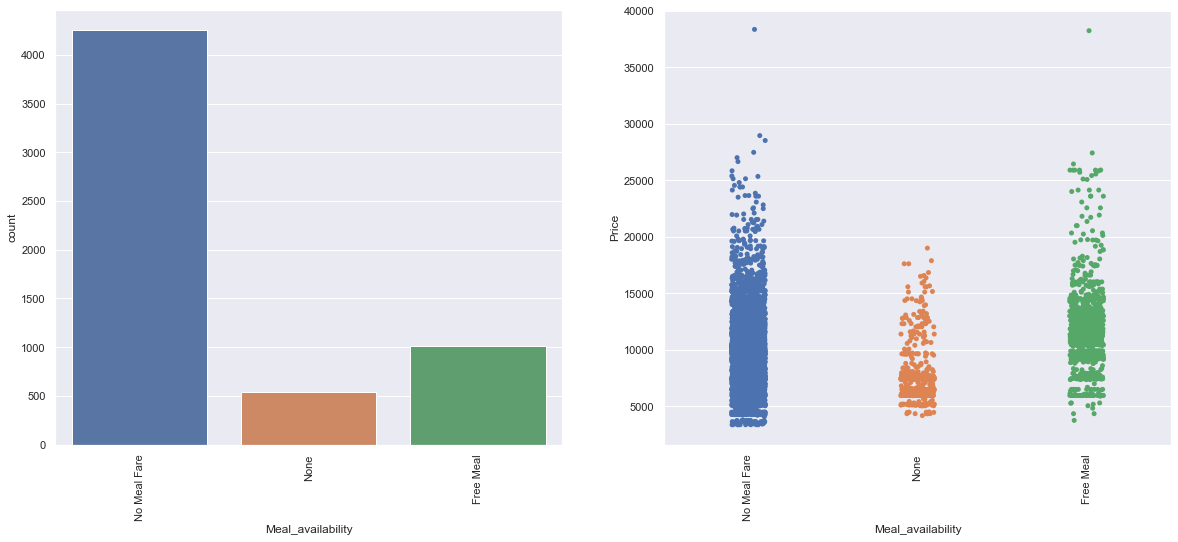 4000
3500
3000
2500
2000
1500
1000
500
0
count
No Meal Fare
None
Free Meal
Meal_availability
40000
35000
30000
25000
20000
15000
10000
5000
Price
No Meal Fare
None
Free Meal
Meal_availability